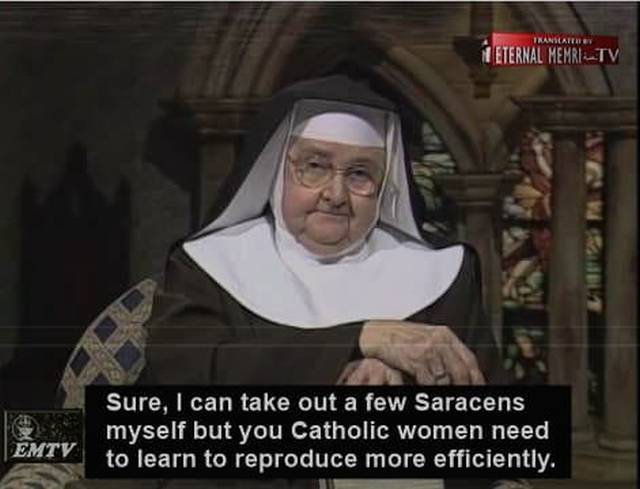 TRANSLATED BY
ETERNAL MEMRI TV
Sure, I can take out a few Saracens
myself but you Catholic women need
to learn to reproduce more efficiently.
EMTV